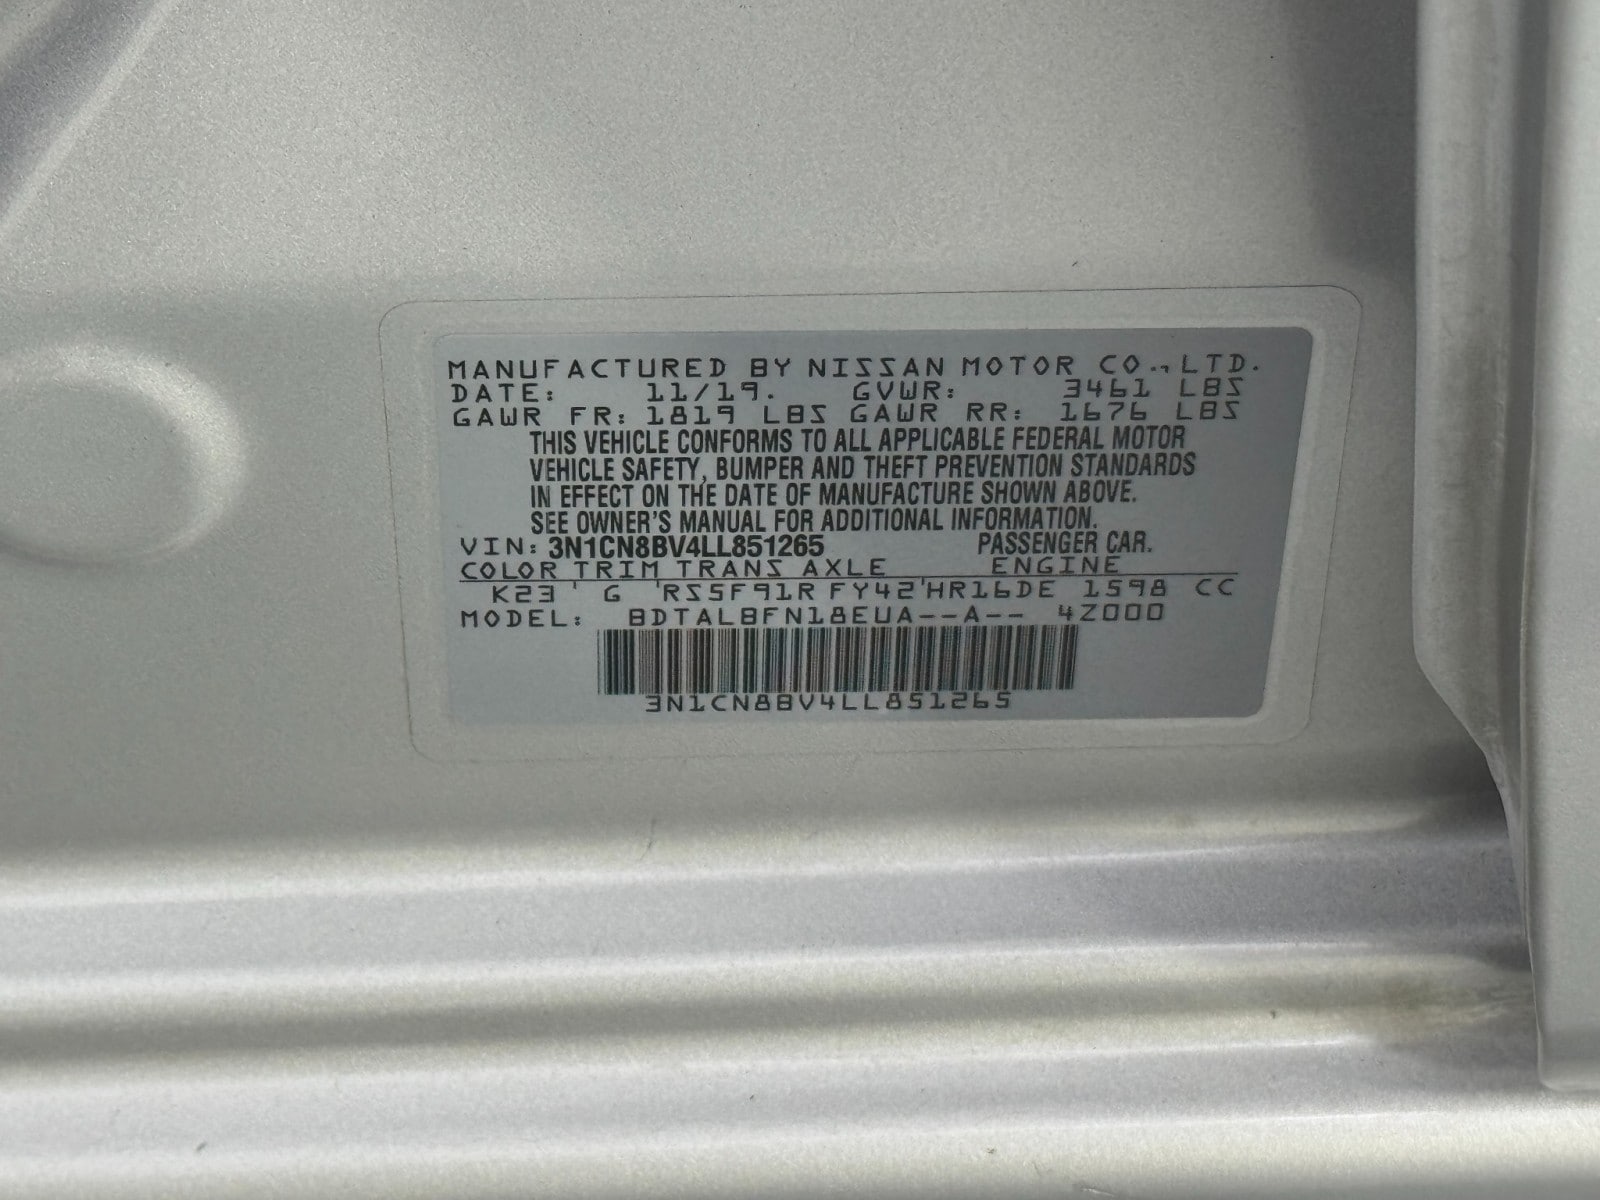 MANUFACTURED BY NISSAN MOTOR CO., LTD.
DATE: 11/19. GVWR: 3461 LBS
GAWR FR: 1819 LBS GAWR RR: 1676 LBS
THIS VEHICLE CONFORMS TO ALL APPLICABLE FEDERAL MOTOR
VEHICLE SAFETY, BUMPER AND THEFT PREVENTION STANDARDS
IN EFFECT ON THE DATE OF MANUFACTURE SHOWN ABOVE.
SEE OWNER'S MANUAL FOR ADDITIONAL INFORMATION.
VIN: 3N1CN8BV4LL851265 PASSENGER CAR.
COLOR TRIM TRANS AXLE ENGINE
K23 ' G 'RS5F91R FY42'HR16DE 1598 CC
MODEL: BDTALBFN18EUA--A-- 4Z000
3N1CN8BV4LL851265